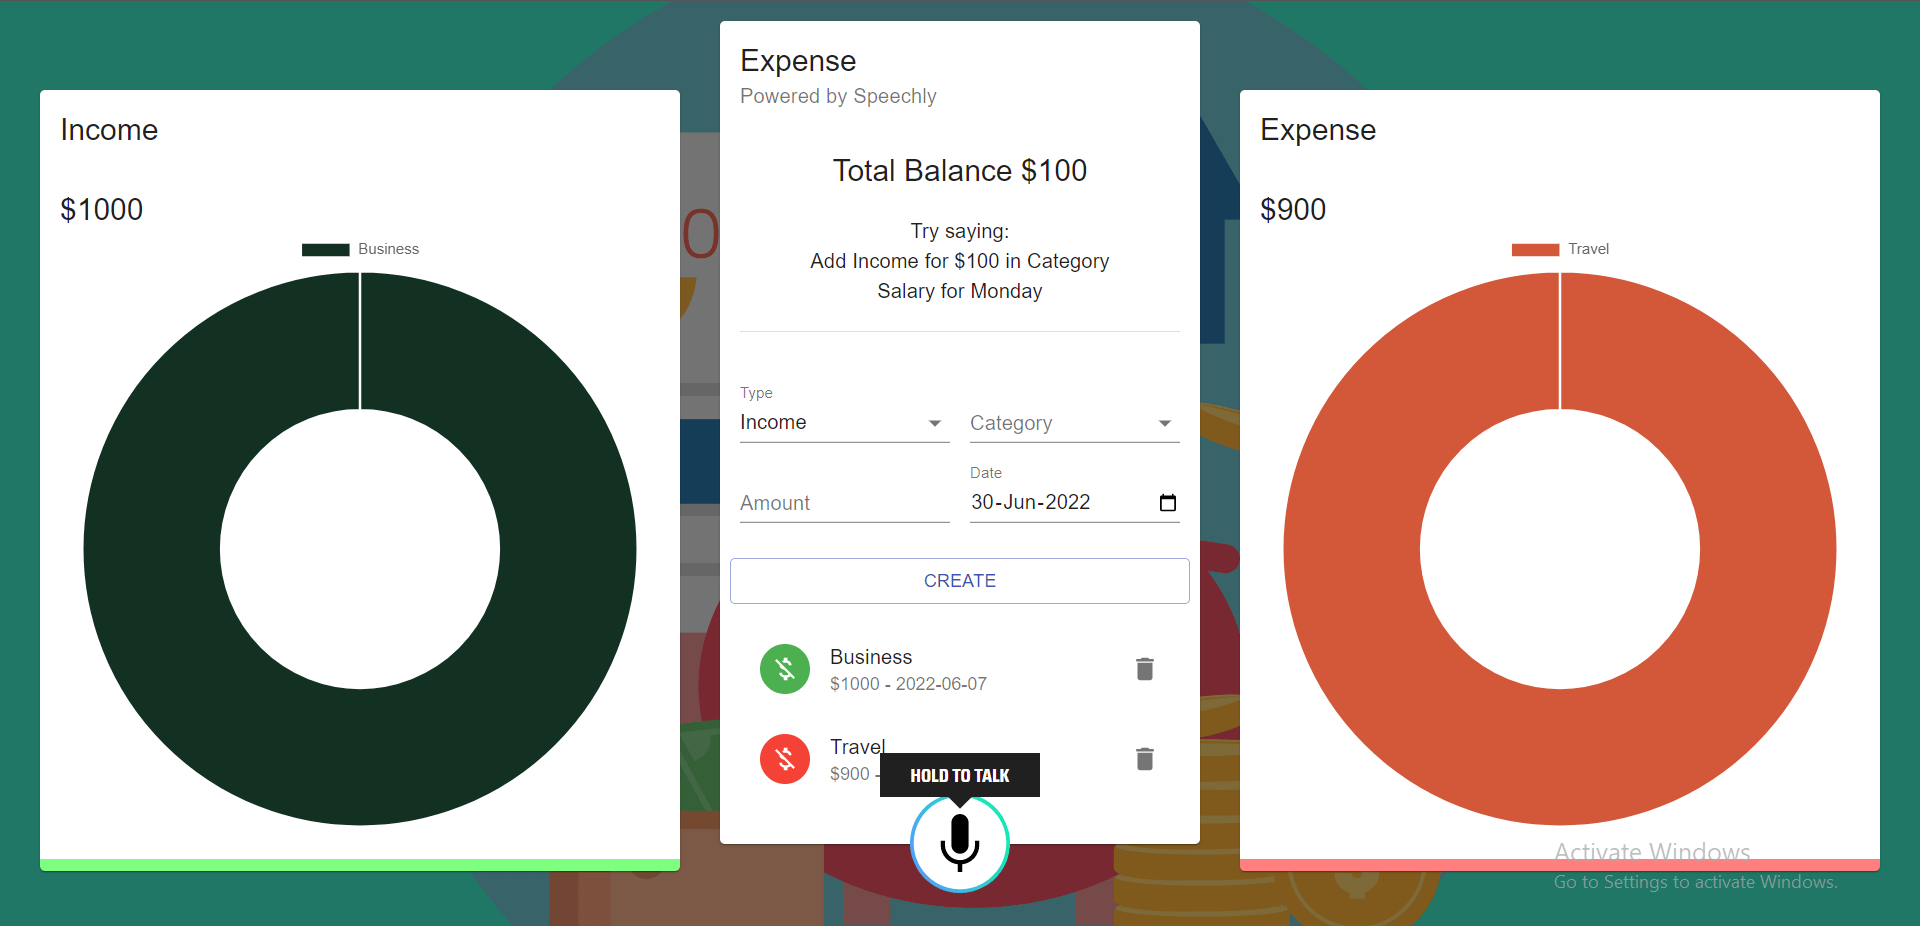 Income
$1000
Business
Expense
Powered by Speechly
Total Balance $100
Try saying:
Add Income for $100 in Category
Salary for Monday
Type
Income
Category
Amount
Date
30-Jun-2022
CREATE
Business
$1000 - 2022-06-07
Travel
$900 -
HOLD TO TALK
Expense
$900
Travel
Activate Windows
Go to Settings to activate Windows.
0